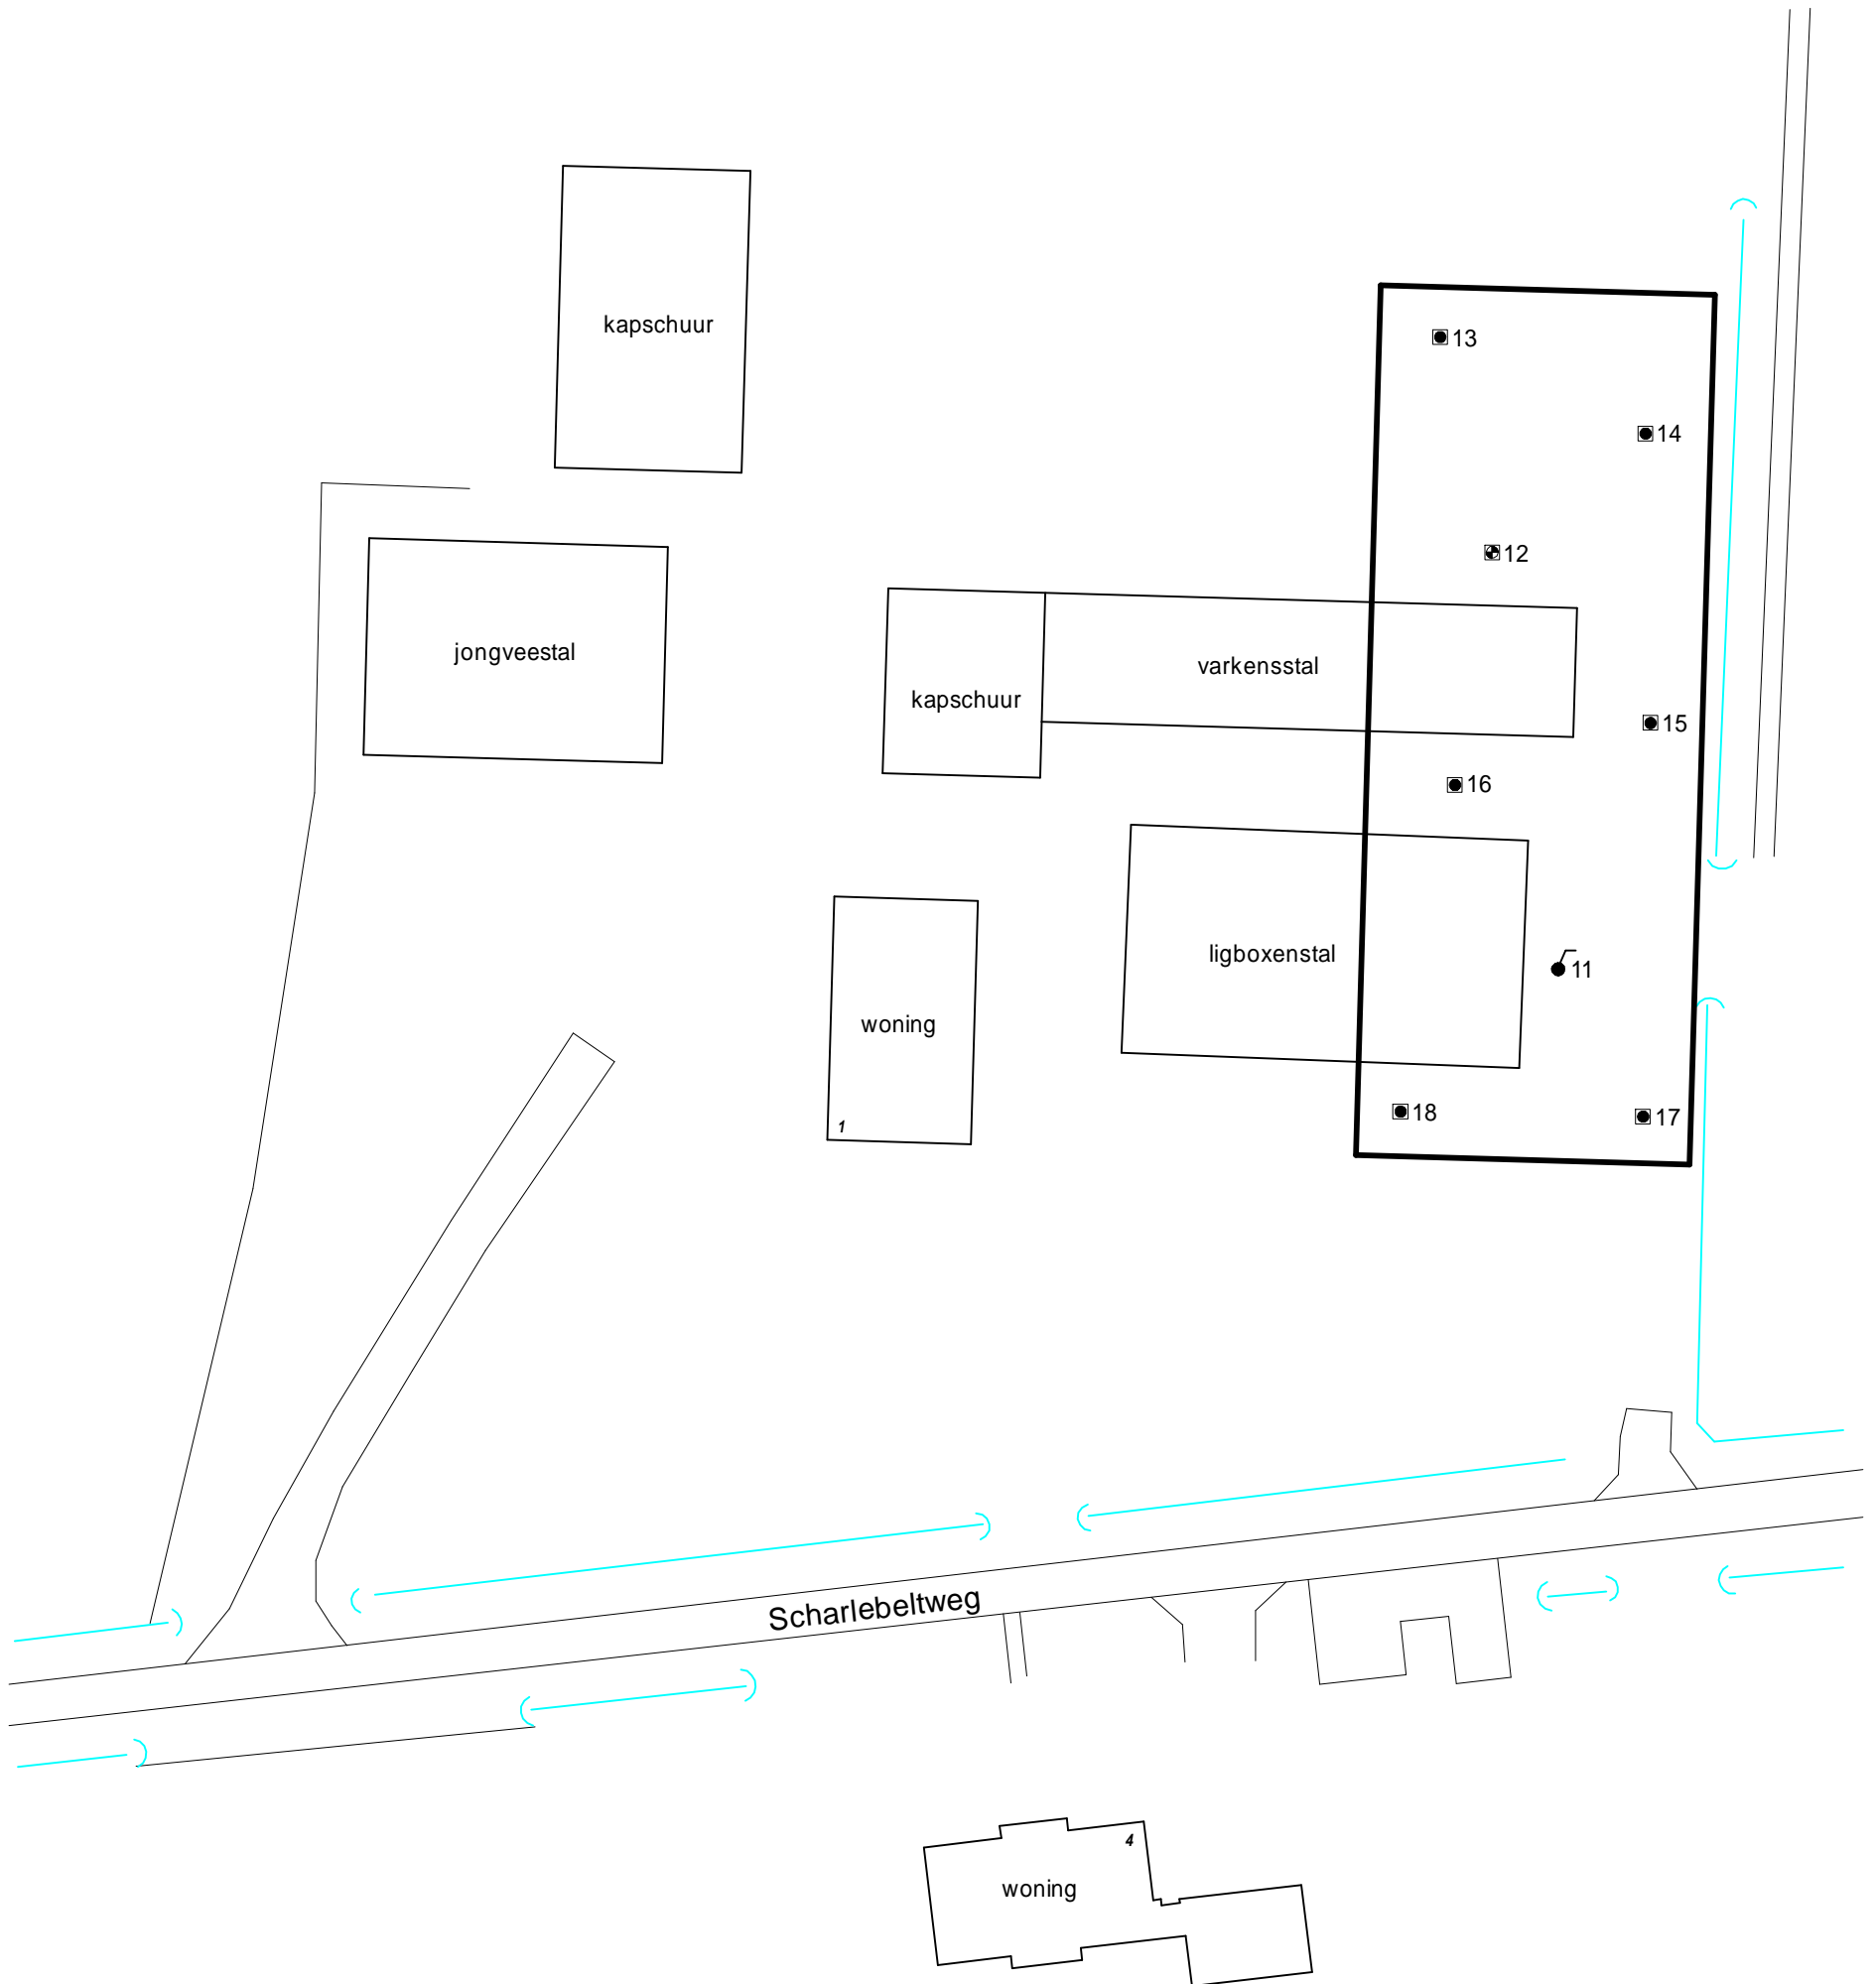 kapschuur
13
14
12
jongveestal
varkensstal
kapschuur
15
16
ligboxenstal
11
woning
1
18
17
Scharlebeltweg
4
woning